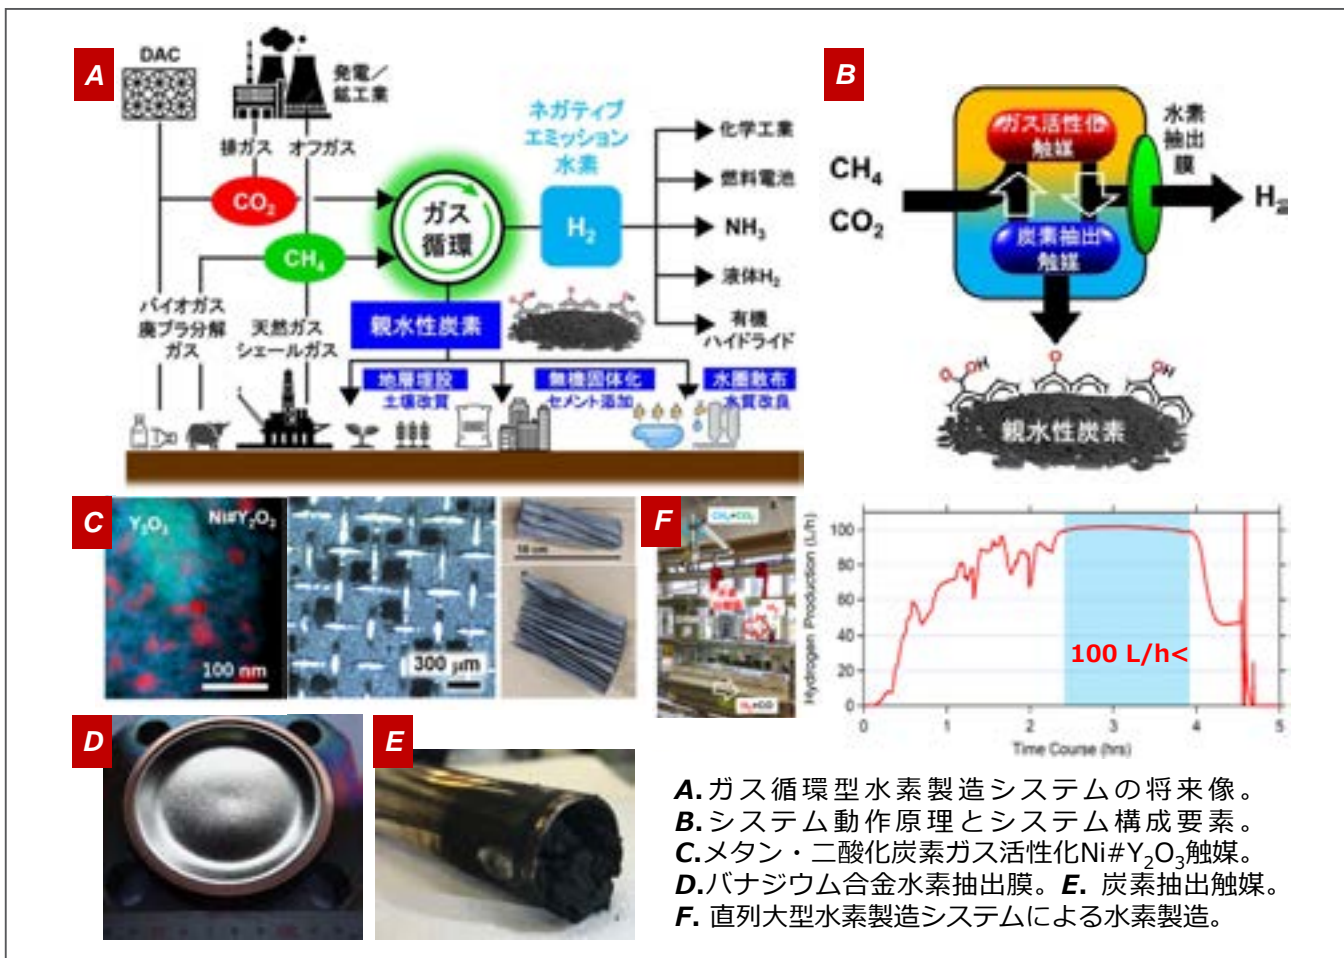 A
DAC
発電／
鉱工業
排ガス
オフガス
CO2
CH4
バイオガス
廃プラ分解
ガス
天然ガス
シェールガス
ガス
循環
ネガティブ
エミッション
水素
H2
化学工業
燃料電池
NH3
液体H2
有機
ハイドライド
親水性炭素
地層埋設
土壌改質
無機固体化
セメント添加
水圏散布
水質改良
B
CH4
CO2
ガス活性化
触媒
炭素抽出
触媒
水素
抽出
膜
H2
O
OH
O
OH
親水性炭素
C
Y2O3
Ni#Y2O3
100 nm
300 μm
10 cm
F
CH4+CO2
H2+CO
Hydrogen Production (L/h)
100
80
60
40
20
0
100 L/h<
0
1
2
3
4
5
Time Course (hrs)
D
E
A.ガス循環型水素製造システムの将来像。
B.システム動作原理とシステム構成要素。
C.メタン・二酸化炭素ガス活性化Ni#Y2O3触媒。
D.バナジウム合金水素抽出膜。E. 炭素抽出触媒。
F. 直列大型水素製造システムによる水素製造。